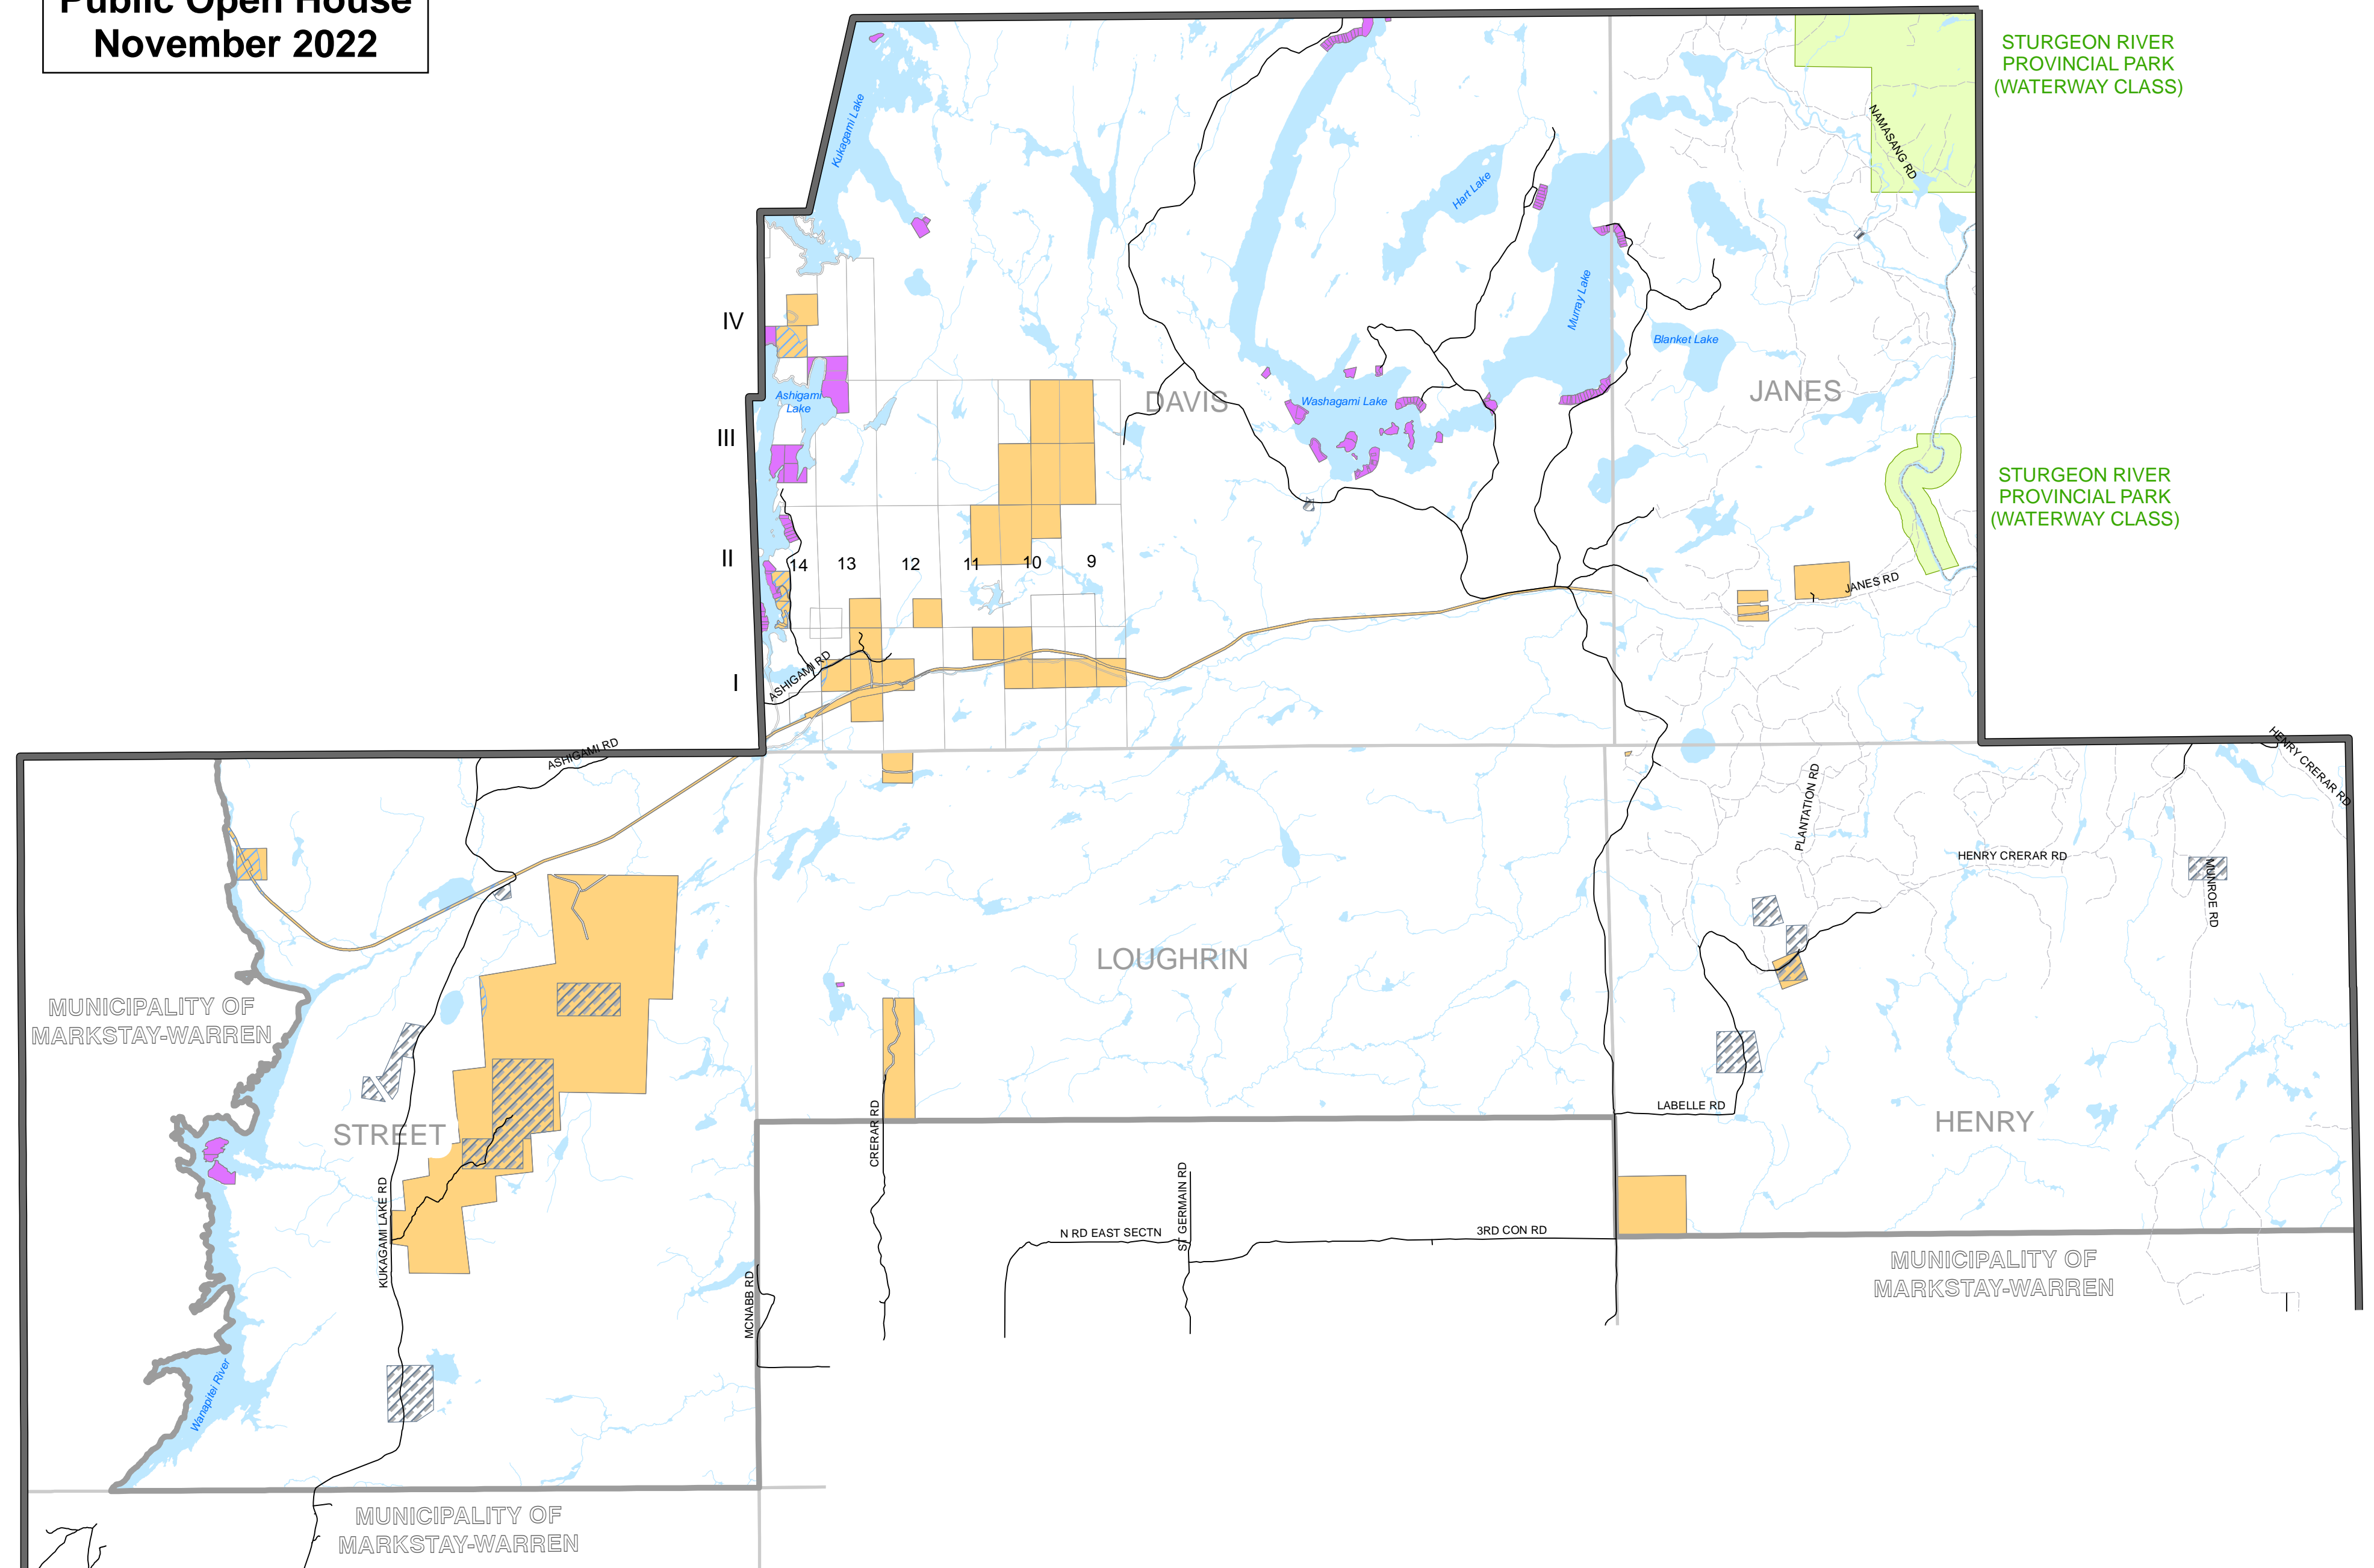 Public Open House
November 2022
STURGEON RIVER
PROVINCIAL PARK
(WATERWAY CLASS)
NAMASANG RD
Kukagami Lake
Hart Lake
Murray Lake
Blanket Lake
IV
Ashigami
Lake
DAVIS
Washagami Lake
JANES
III
STURGEON RIVER
PROVINCIAL PARK
(WATERWAY CLASS)
II
14
13
12
11
10
9
JANES RD
I
ASHIGAMI RD
ASHIGAMI RD
HENRY CRERAR RD
PLANTATION RD
HENRY CRERAR RD
MUNROE RD
LOUGHRIN
MUNICIPALITY OF
MARKSTAY-WARREN
STREET
CRERAR RD
LABELLE RD
HENRY
KUKAGAMI LAKE RD
N RD EAST SECTN
ST GERMAIN RD
3RD CON RD
MUNICIPALITY OF
MARKSTAY-WARREN
MCNABB RD
Wanapitei River
MUNICIPALITY OF
MARKSTAY-WARREN